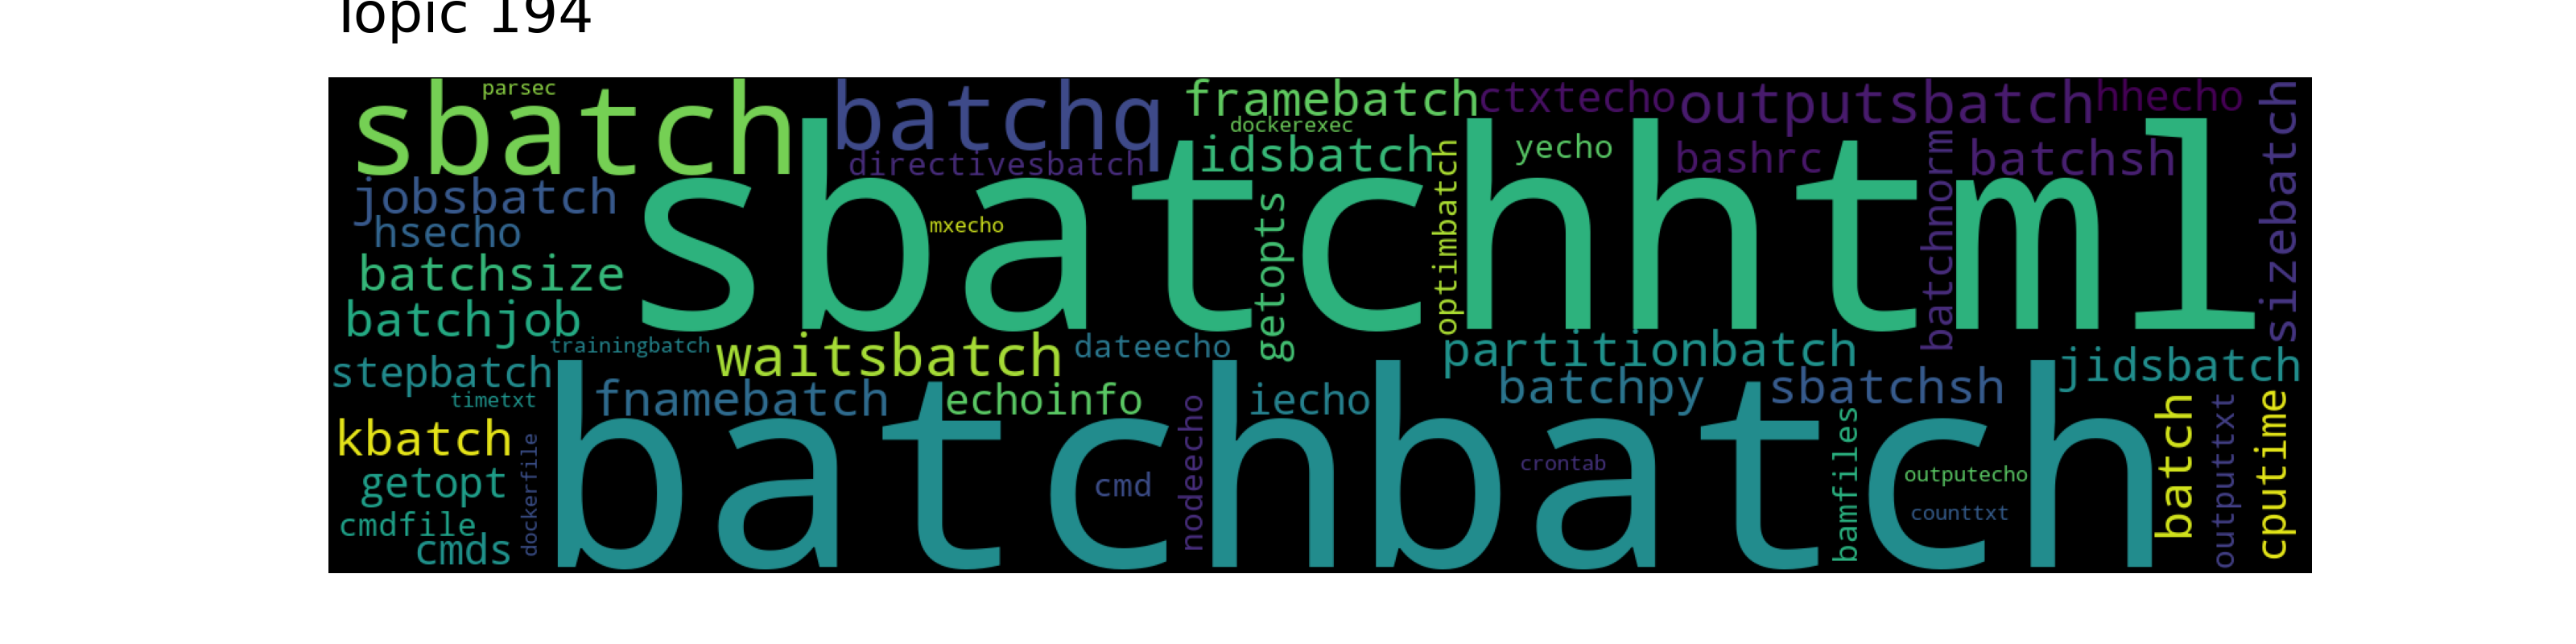 Topic 194
parsec
sbatch
batchq
framebatch
ctxtecho
outputsbatch
hhecho
sizebatch
dockerexec
directivesbatch
idsbatch
yecho
bashrc
batchsh
jobsbatch
sbatchhtml
hsecho
mxecho
getopts
optimbatch
batchnorm
batchsize
batchjob
trainingbatch
waitsbatch
dateecho
partitionbatch
jidsbatch
stepbatch
timetxt
fnamebatch
echoinfo
iecho
batchpy
sbatchsh
kbatch
batchbatch
getopt
dockerfile
cmd
nodeecho
crontab
bamfiles
outputecho
counttxt
batch
outputtxt
cputime
cmdfile
cmds